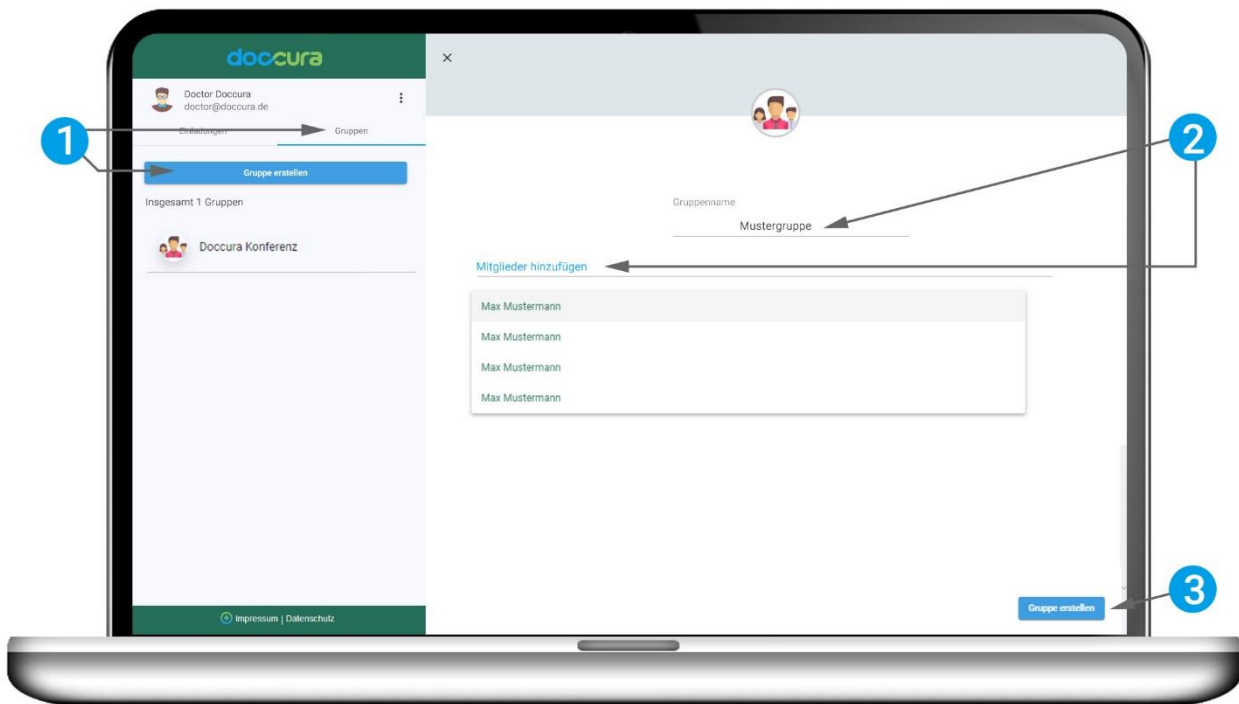 doccura
Doctor Doccura
doctor@doccura.de
Einladungen
Gruppen
Gruppe erstellen
Insgesamt 1 Gruppen
Doccura Konferenz
Impressum | Datenschutz
×
Gruppenname
Mustergruppe
Mitglieder hinzufügen
Max Mustermann
Max Mustermann
Max Mustermann
Max Mustermann
Gruppe erstellen
1
2
3